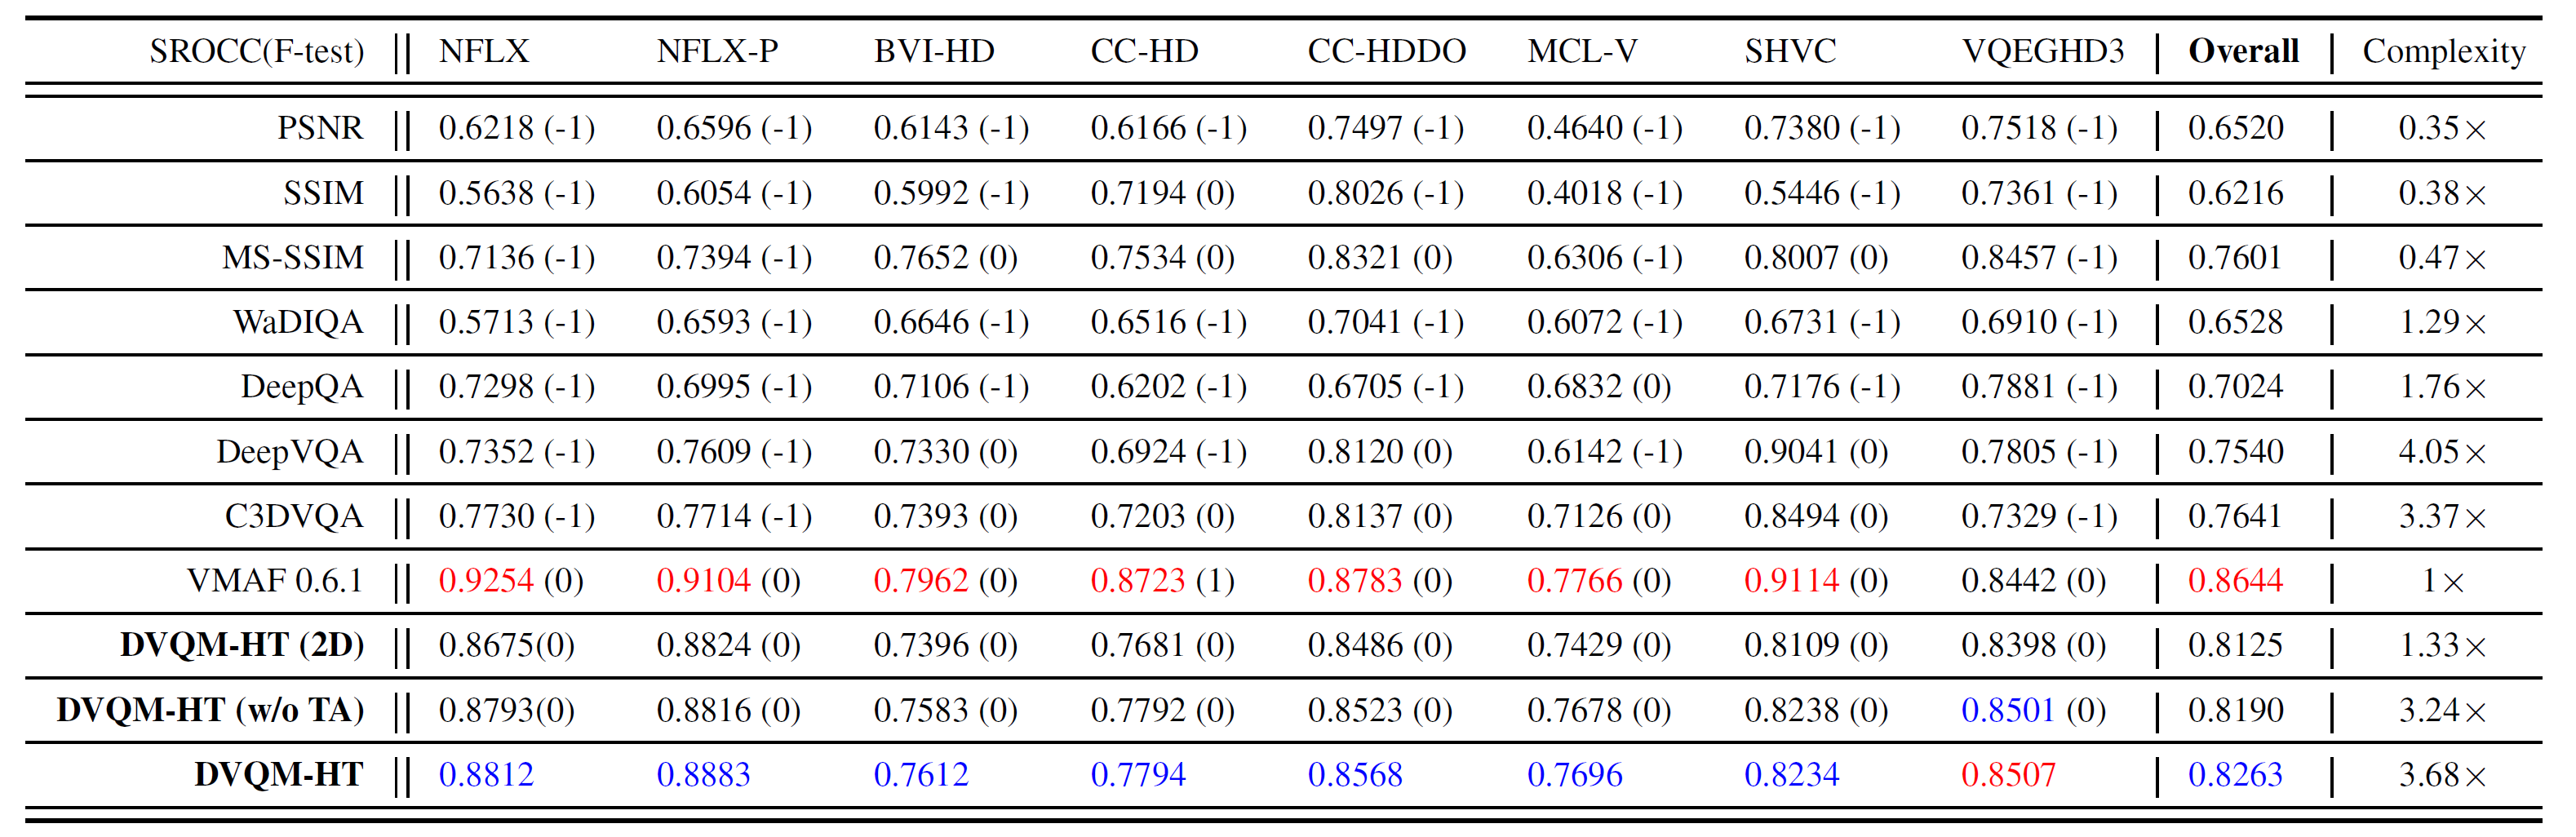 SROCC(F-test) NFLX NFLX-P BVI-HD CC-HD CC-HDDO MCL-V SHVC VQEGHD3 Overall Complexity
PSNR 0.6218 (-1) 0.6596 (-1) 0.6143 (-1) 0.6166 (-1) 0.7497 (-1) 0.4640 (-1) 0.7380 (-1) 0.7518 (-1) 0.6520 0.35×
SSIM 0.5638 (-1) 0.6054 (-1) 0.5992 (-1) 0.7194 (0) 0.8026 (-1) 0.4018 (-1) 0.5446 (-1) 0.7361 (-1) 0.6216 0.38×
MS-SSIM 0.7136 (-1) 0.7394 (-1) 0.7652 (0) 0.7534 (0) 0.8321 (0) 0.6306 (-1) 0.8007 (0) 0.8457 (-1) 0.7601 0.47×
WaDIQA 0.5713 (-1) 0.6593 (-1) 0.6646 (-1) 0.6516 (-1) 0.7041 (-1) 0.6072 (-1) 0.6731 (-1) 0.6910 (-1) 0.6528 1.29×
DeepQA 0.7298 (-1) 0.6995 (-1) 0.7106 (-1) 0.6202 (-1) 0.6705 (-1) 0.6832 (0) 0.7176 (-1) 0.7881 (-1) 0.7024 1.76×
DeepVQA 0.7352 (-1) 0.7609 (-1) 0.7330 (0) 0.6924 (-1) 0.8120 (0) 0.6142 (-1) 0.9041 (0) 0.7805 (-1) 0.7540 4.05×
C3DVQA 0.7730 (-1) 0.7714 (-1) 0.7393 (0) 0.7203 (0) 0.8137 (0) 0.7126 (0) 0.8494 (0) 0.7329 (-1) 0.7641 3.37×
VMAF 0.6.1 0.9254 (0) 0.9104 (0) 0.7962 (0) 0.8723 (1) 0.8783 (0) 0.7766 (0) 0.9114 (0) 0.8442 (0) 0.8644 1×
DVQM-HT (2D) 0.8675(0) 0.8824 (0) 0.7396 (0) 0.7681 (0) 0.8486 (0) 0.7429 (0) 0.8109 (0) 0.8398 (0) 0.8125 1.33×
DVQM-HT (w/o TA) 0.8793(0) 0.8816 (0) 0.7583 (0) 0.7792 (0) 0.8523 (0) 0.7678 (0) 0.8238 (0) 0.8501 (0) 0.8190 3.24×
DVQM-HT 0.8812 0.8883 0.7612 0.7794 0.8568 0.7696 0.8234 0.8507 0.8263 3.68×